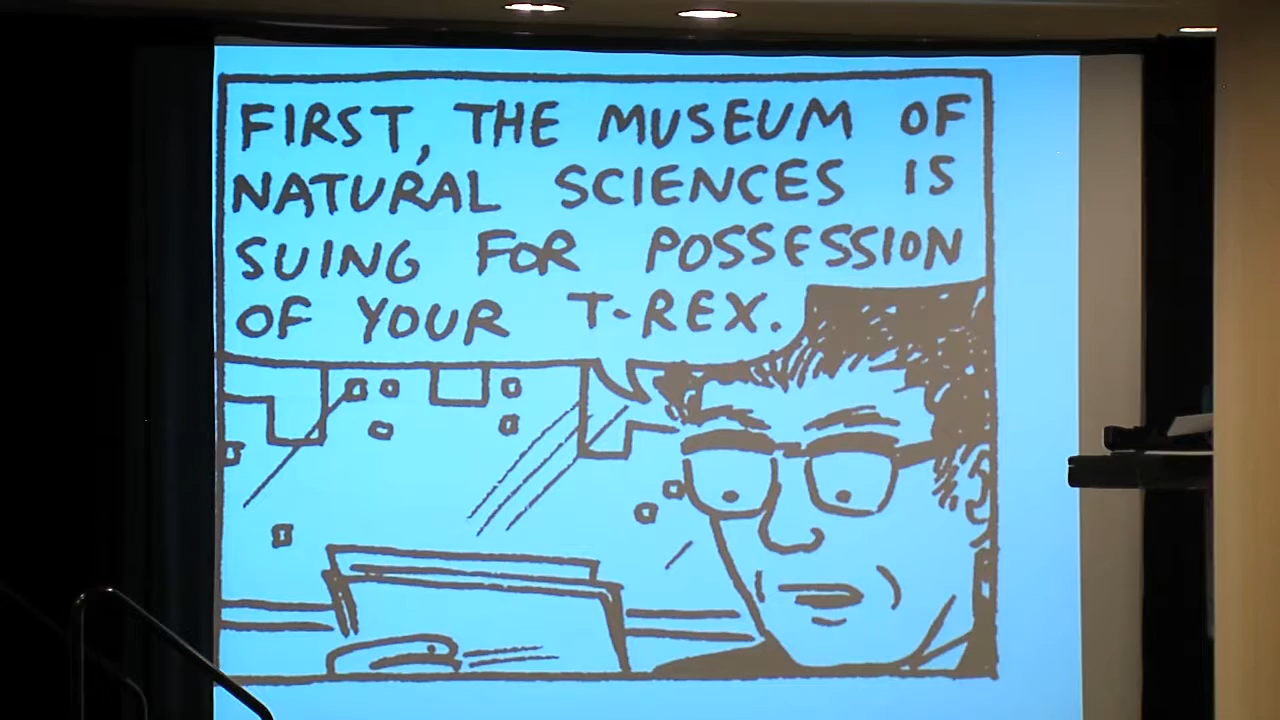 FIRST, THE MUSEUM OF
NATURAL SCIENCES IS
SUING FOR POSSESSION
OF YOUR T-REX.